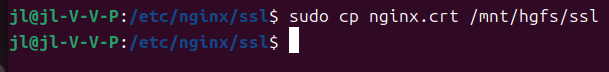 jl@jl-V-V-P:/etc/nginx/ssl$ sudo cp nginx.crt /mnt/hgfs/ssl
jl@jl-V-V-P:/etc/nginx/ssl$